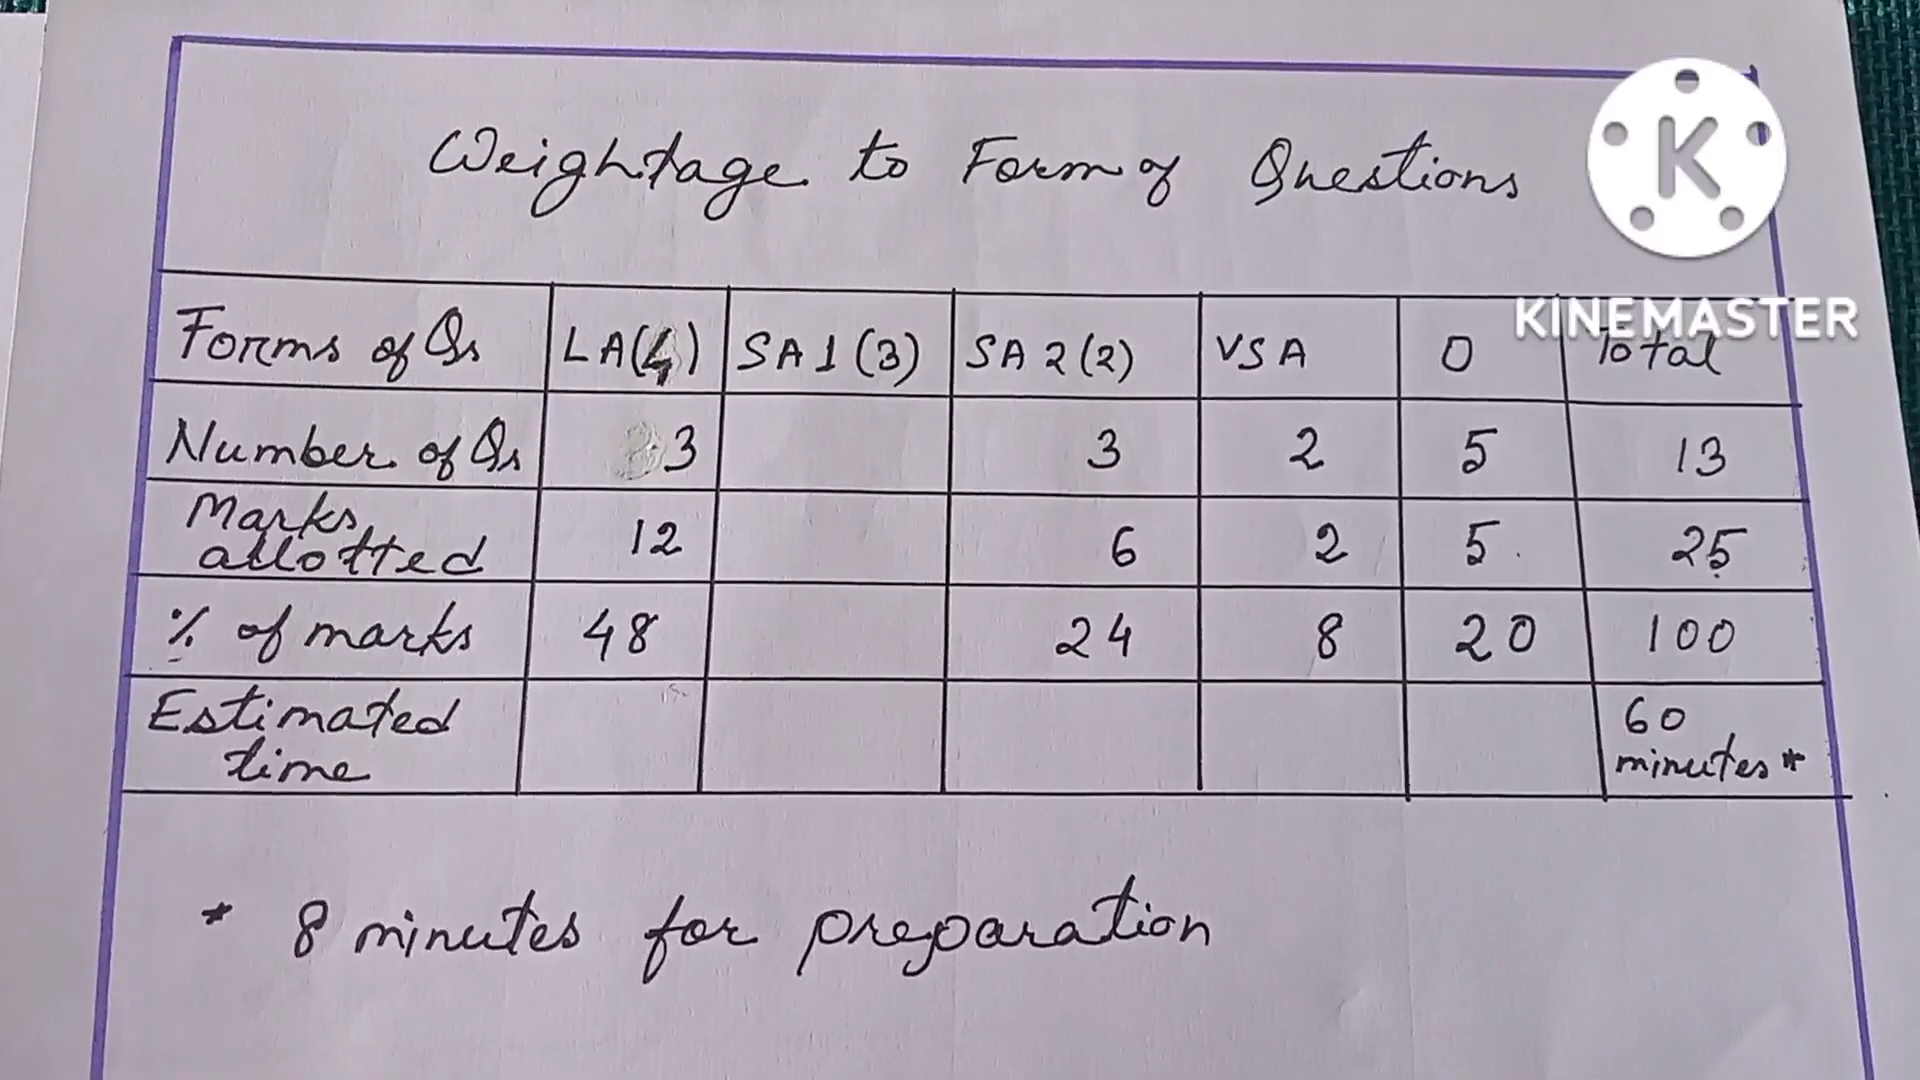 Weightage to Form of Questions
K
KINEMASTER
Forms of Qs LA(4) SA1(3) SA2(2) VSA O Total
Number of Qs 3 3 2 5 13
Marks
allotted 12 6 2 5 25
% of marks 48 24 8 20 100
Estimated
time 60
minutes*
* 8 minutes for preparation